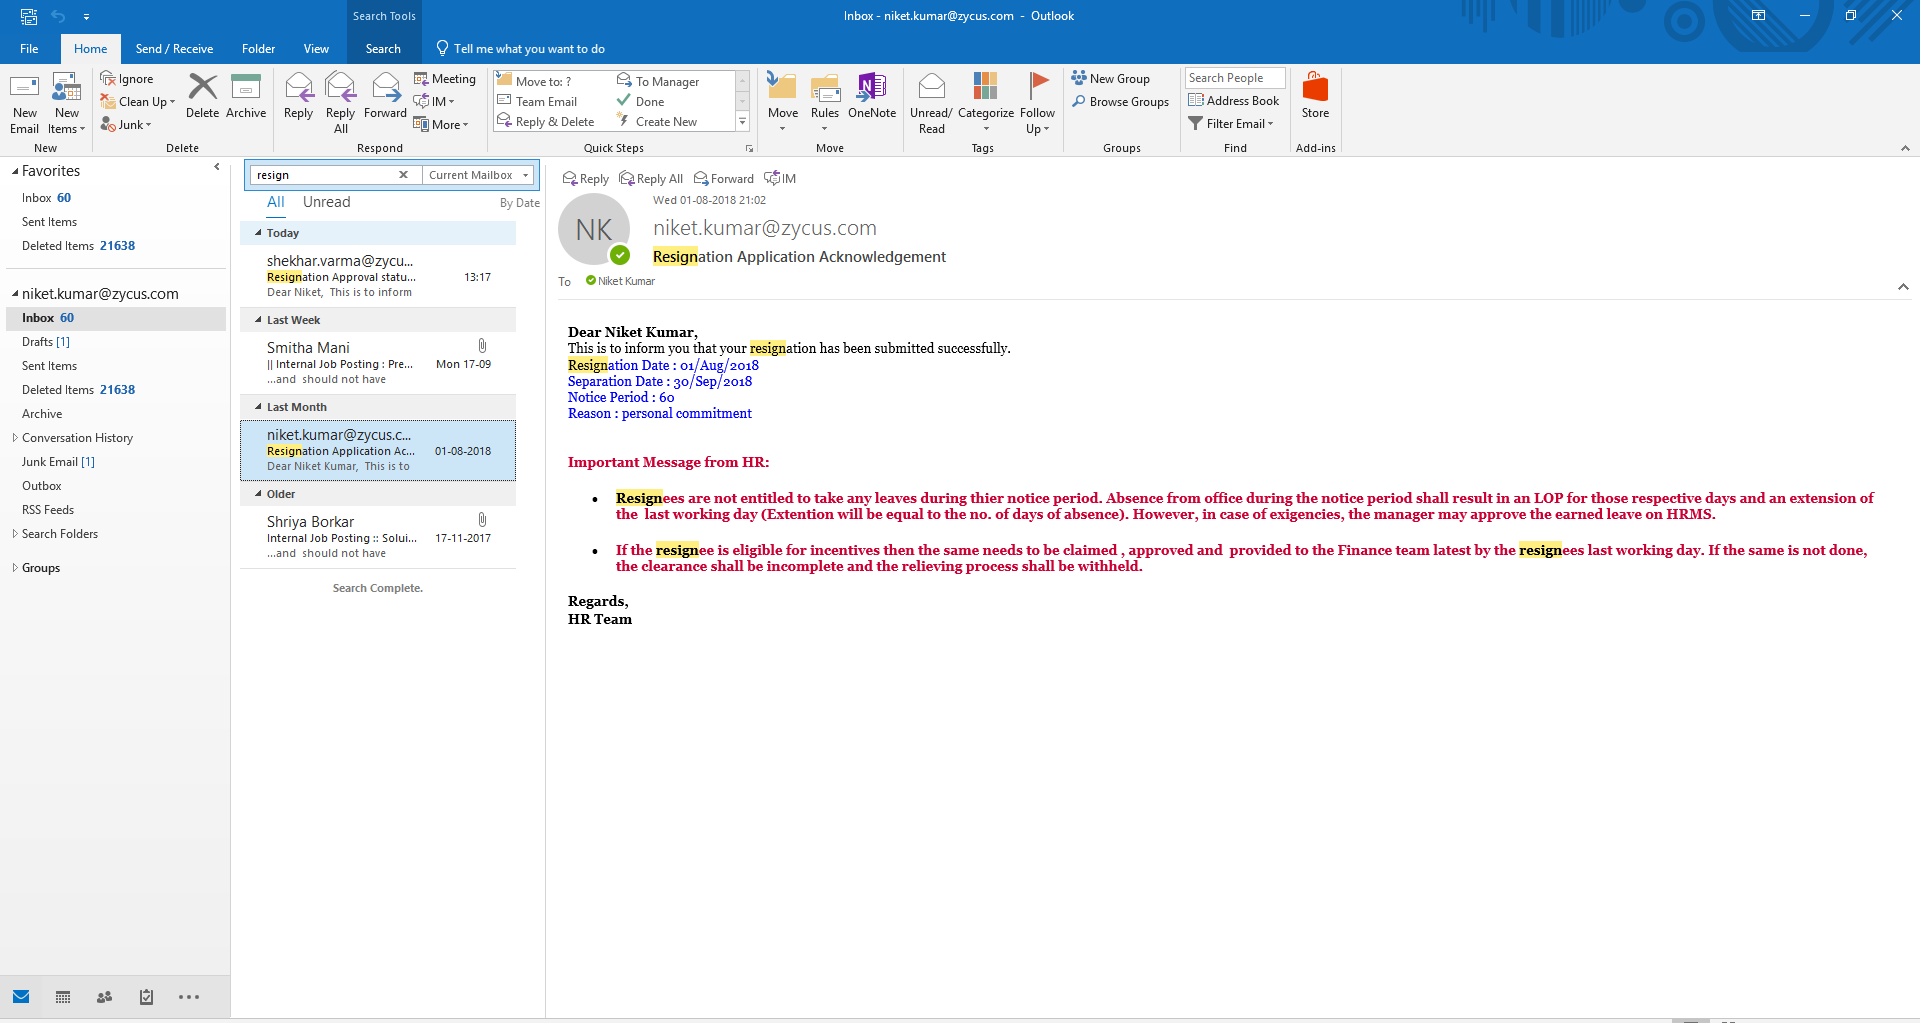 Search Tools
Inbox - niket.kumar@zycus.com - Outlook
File Home Send / Receive Folder View Search Tell me what you want to do
New Email
New Items
New
Ignore
Clean Up
Junk
Delete
Archive
Delete
Reply
Reply All
Forward
Meeting
IM
More
Respond
Move to: ?
Team Email
Reply & Delete
To Manager
Done
Create New
Quick Steps
Move
Rules
OneNote
Move
Unread/ Read
Categorize
Follow Up
Tags
New Group
Browse Groups
Groups
Search People
Address Book
Filter Email
Find
Store
Add-ins
Favorites
Inbox 60
Sent Items
Deleted Items 21638
niket.kumar@zycus.com
Inbox 60
Drafts [1]
Sent Items
Deleted Items 21638
Archive
Conversation History
Junk Email [1]
Outbox
RSS Feeds
Search Folders
Groups
resign
Current Mailbox
All Unread By Date
Today
shekhar.varma@zycu...
Resignation Approval statu... 13:17
Dear Niket, This is to inform
Last Week
Smitha Mani
|| Internal Job Posting : Pre... Mon 17-09
...and should not have
Last Month
niket.kumar@zycus.c...
Resignation Application Ac... 01-08-2018
Dear Niket Kumar, This is to
Older
Shriya Borkar
Internal Job Posting :: Solui... 17-11-2017
...and should not have
Search Complete.
Reply Reply All Forward IM
Wed 01-08-2018 21:02
NK
niket.kumar@zycus.com
Resignation Application Acknowledgement
To Niket Kumar
Dear Niket Kumar,
This is to inform you that your resignation has been submitted successfully.
Resignation Date : 01/Aug/2018
Separation Date : 30/Sep/2018
Notice Period : 60
Reason : personal commitment
Important Message from HR:
• Resignees are not entitled to take any leaves during thier notice period. Absence from office during the notice period shall result in an LOP for those respective days and an extension of
the last working day (Extention will be equal to the no. of days of absence). However, in case of exigencies, the manager may approve the earned leave on HRMS.
• If the resignee is eligible for incentives then the same needs to be claimed , approved and provided to the Finance team latest by the resignees last working day. If the same is not done,
the clearance shall be incomplete and the relieving process shall be withheld.
Regards,
HR Team